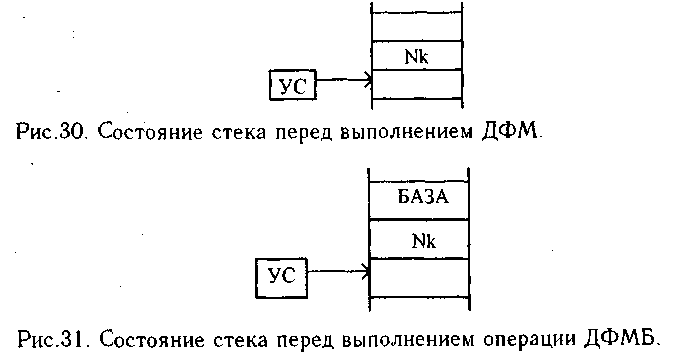 Nk
УС
Рис.30. Состояние стека перед выполнением ДФМ.
БАЗА
Nk
УС
Рис.31. Состояние стека перед выполнением операции ДФМБ.